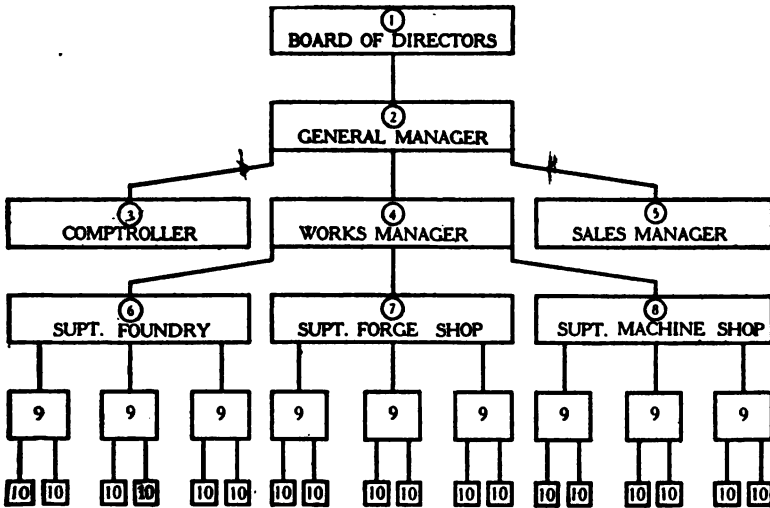 1
BOARD OF DIRECTORS
2
GENERAL MANAGER
3 4 5
COMPTROLLER WORKS MANAGER SALES MANAGER
6 7 8
SUPT. FOUNDRY SUPT. FORGE SHOP SUPT. MACHINE SHOP
9 9 9 9 9 9 9 9 9
10 10 10 10 10 10 10 10 10 10 10 10 10 10 10 10 10 10